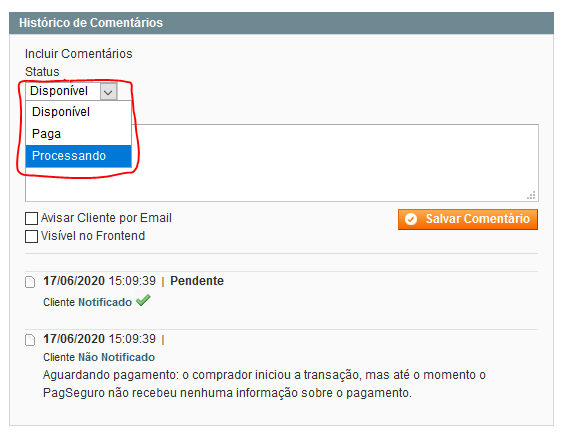 Histórico de Comentários
Incluir Comentários
Status
Disponível
Disponível
Paga
Processando
Avisar Cliente por Email
Salvar Comentário
Visível no Frontend
17/06/2020 15:09:39 | Pendente
Cliente Notificado
17/06/2020 15:09:39 |
Cliente Não Notificado
Aguardando pagamento: o comprador iniciou a transação, mas até o momento o
PagSeguro não recebeu nenhuma informação sobre o pagamento.